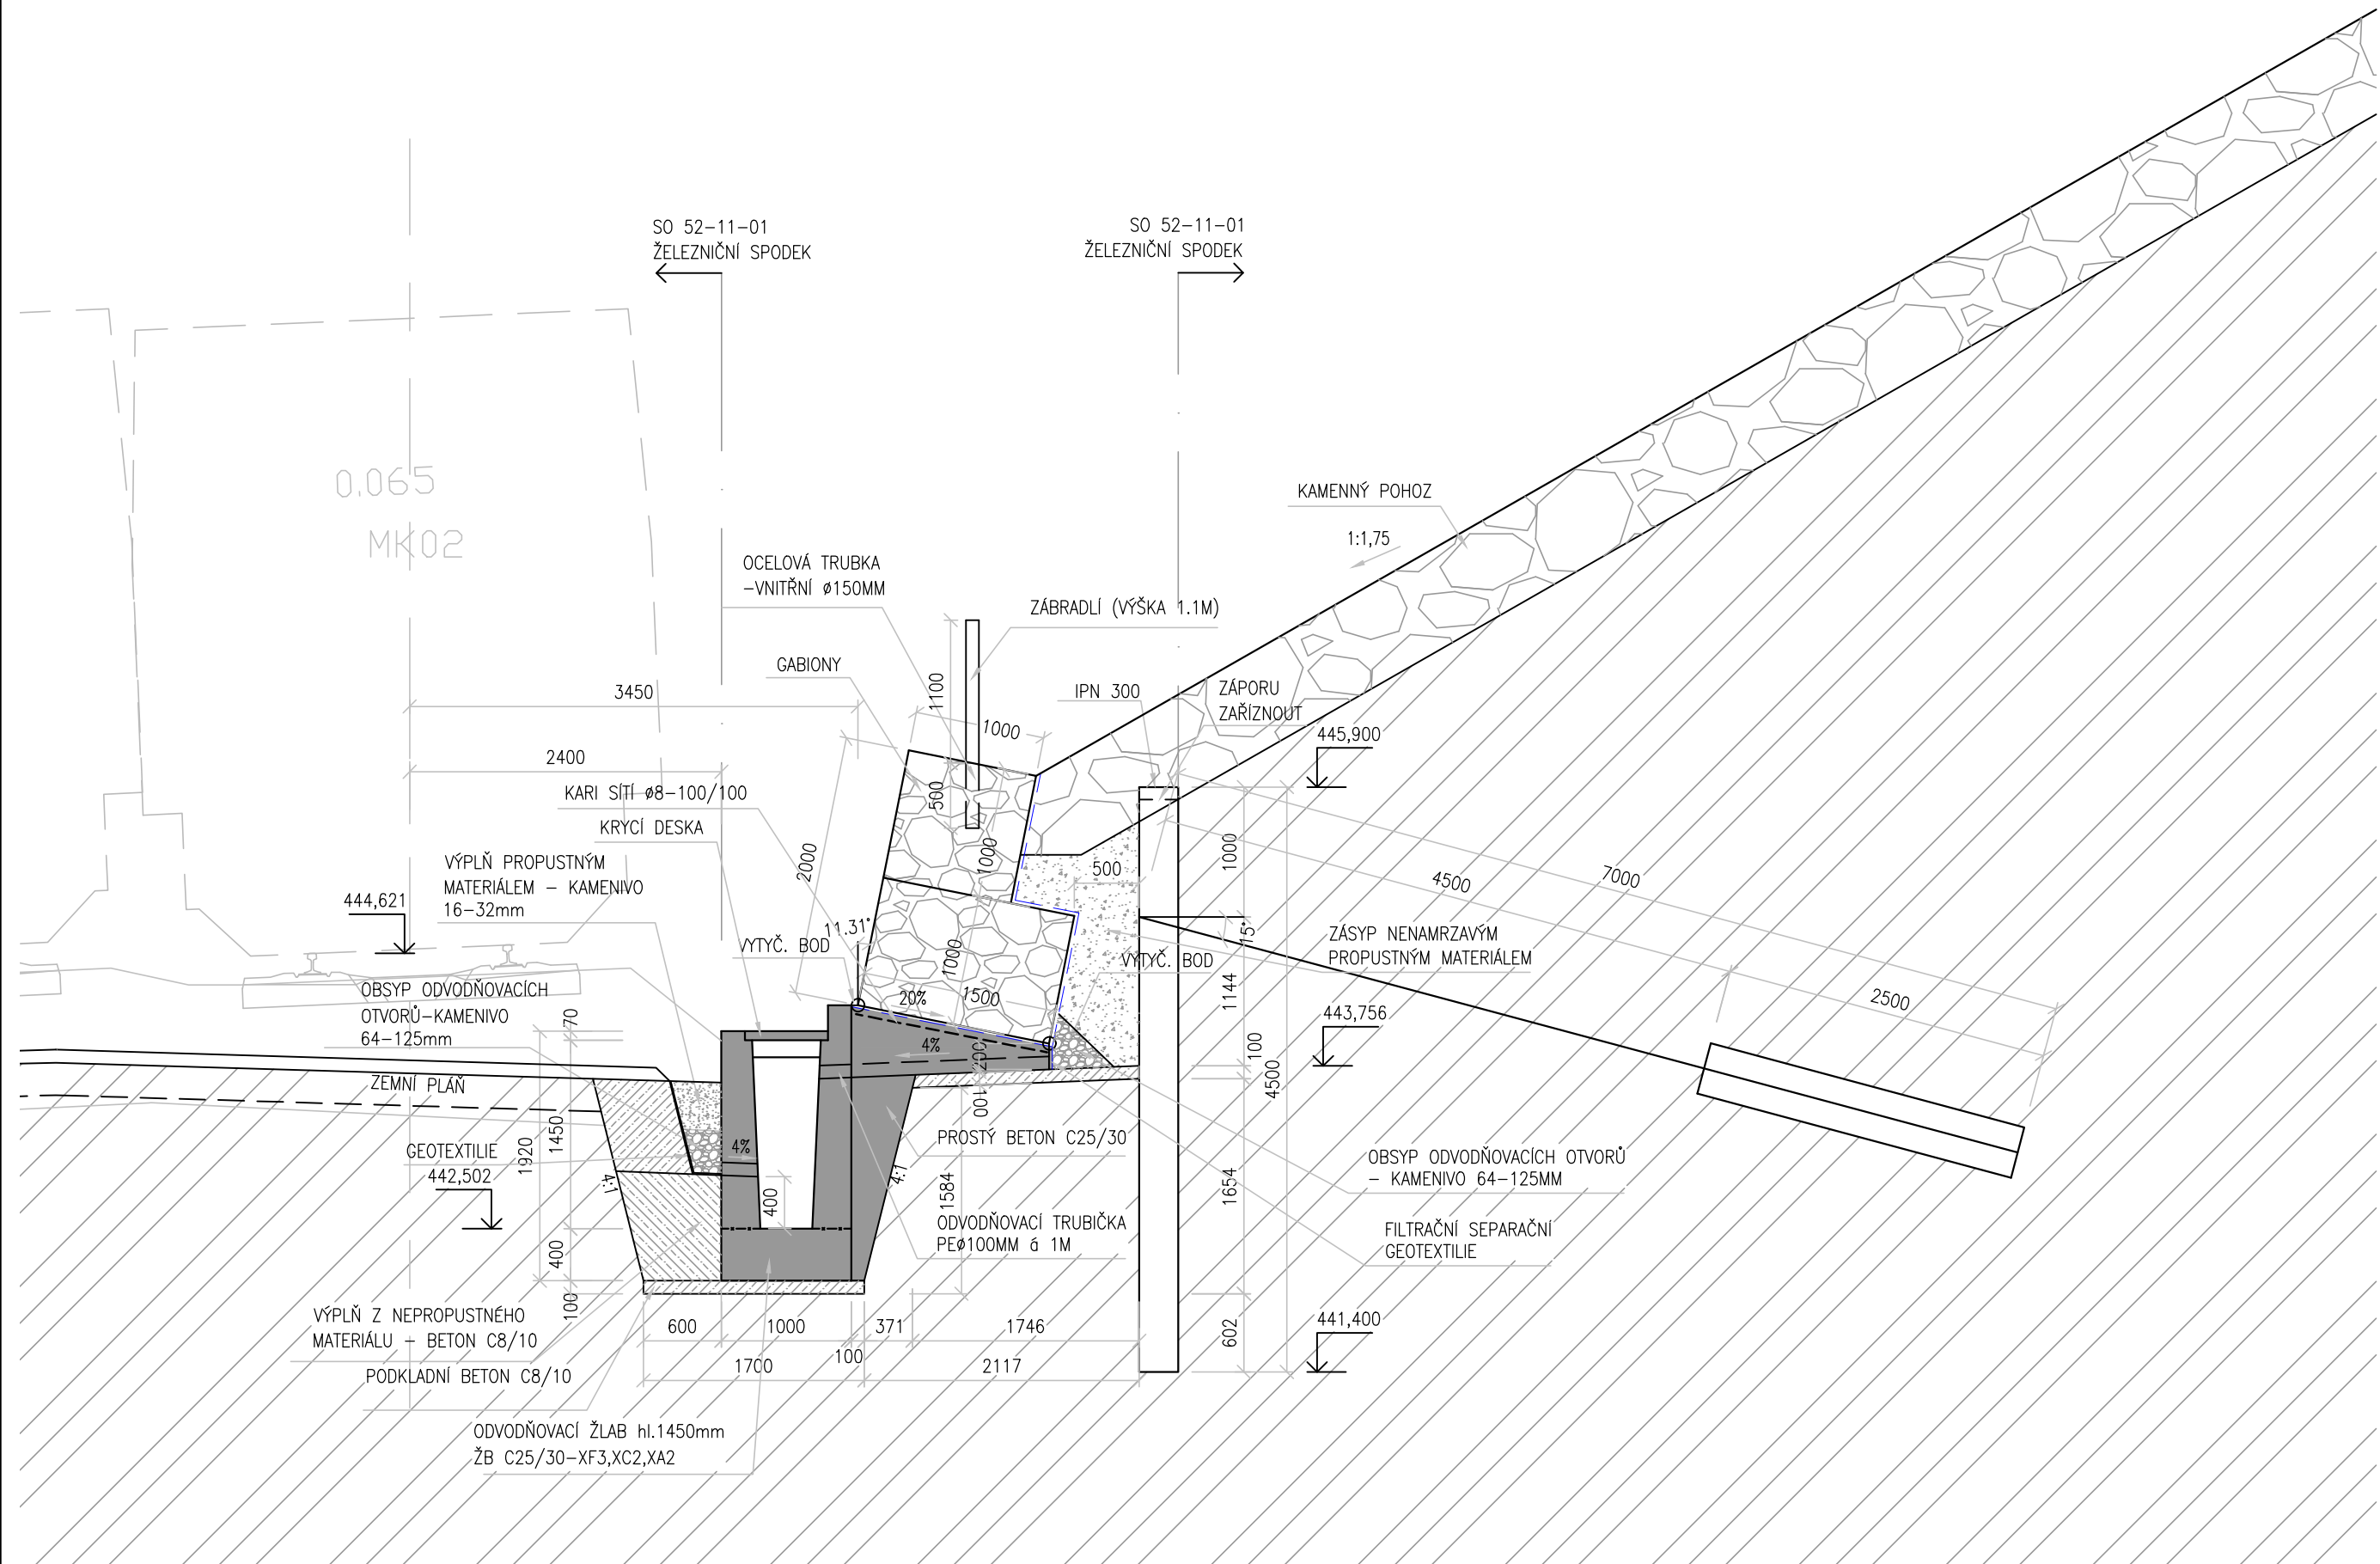 SO 52-11-01
ŽELEZNIČNÍ SPODEK
SO 52-11-01
ŽELEZNIČNÍ SPODEK
0.065
MK02
KAMENNÝ POHOZ
1:1,75
OCELOVÁ TRUBKA
-VNITŘNÍ ø150MM
ZÁBRADLÍ (VÝŠKA 1.1M)
GABIONY
1100
3450
1000
IPN 300
ZÁPORU
ZAŘÍZNOUT
445,900
2400
KARI SÍTÍ ø8-100/100
500
KRYCÍ DESKA
2000
1000
1000
500
4500
7000
VÝPLŇ PROPUSTNÝM
MATERIÁLEM - KAMENIVO
16-32mm
444,621
11.31°
VYTYČ. BOD
1000
VYTYČ. BOD
15°
ZÁSYP NENAMRZAVÝM
PROPUSTNÝM MATERIÁLEM
OBSYP ODVODŇOVACÍCH
OTVORŮ-KAMENIVO
64-125mm
20%
1500
1144
2500
443,756
70
4%
200
100
4500
ZEMNÍ PLÁŇ
100
1920
1450
4%
PROSTÝ BETON C25/30
GEOTEXTILIE
442,502
4:1
4:1
400
1584
1654
OBSYP ODVODŇOVACÍCH OTVORŮ
- KAMENIVO 64-125MM
ODVODŇOVACÍ TRUBIČKA
PEø100MM á 1M
FILTRAČNÍ SEPARAČNÍ
GEOTEXTILIE
400
100
VÝPLŇ Z NEPROPUSTNÉHO
MATERIÁLU - BETON C8/10
600
1000
371
1746
602
441,400
100
1700
2117
PODKLADNÍ BETON C8/10
ODVODŇOVACÍ ŽLAB hl.1450mm
ŽB C25/30-XF3,XC2,XA2